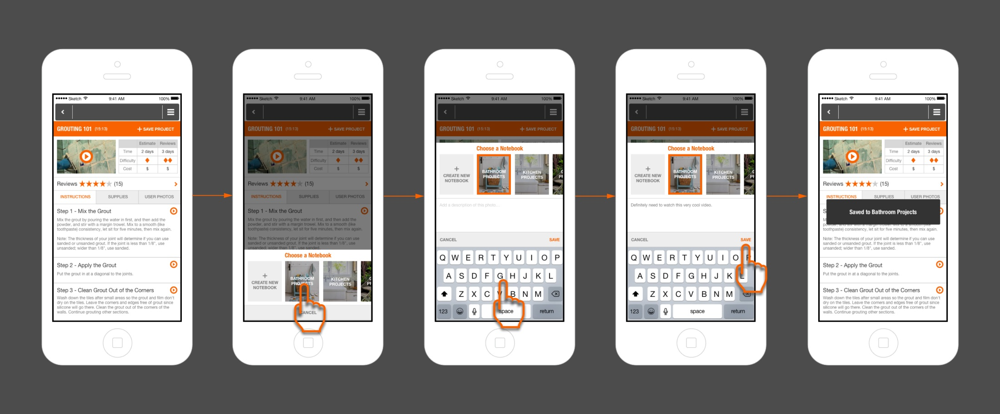 Sketch 9:41 AM 100%
GROUTING 101 (15:13) + SAVE PROJECT
Estimate Reviews
Time 2 days 3 days
Difficulty
Cost $ $
Reviews (15)
INSTRUCTIONS SUPPLIES USER PHOTOS
Step 1 - Mix the Grout
Mix the grout by pouring the water in first, and then add the
powder, and stir with a margin trowel. Mix to a smooth (like
toothpaste) consistency, let sit for five minutes, then mix again.
Note: The thickness of your joint will determine if you can use
sanded or unsanded grout. If the joint is less than 1/8", use
unsanded; wider than 1/8", use sanded.
Step 2 - Apply the Grout
Put the grout in at a diagonal to the joints.
Step 3 - Clean Grout Out of the Corners
Wash down the tiles after small areas so the grout and film don't
dry on the tiles. Leave the corners and edges free of grout since
silicone will go there. Clean the grout out of the corners of the
walls. Continue grouting other sections.
Sketch 9:41 AM 100%
GROUTING 101 (15:13) + SAVE PROJECT
Estimate Reviews
Time 2 days 3 days
Difficulty
Cost $ $
Reviews (15)
INSTRUCTIONS SUPPLIES USER PHOTOS
Step 1 - Mix the Grout
Mix the grout by pouring the water in first, and then add the
powder, and stir with a margin trowel. Mix to a smooth (like
toothpaste) consistency, let sit for five minutes, then mix again.
Note: The thickness of your joint will determine if you can use
sanded or unsanded grout. If the joint is less than 1/8", use
unsanded; wider than 1/8", use sanded.
Choose a Notebook
+
CREATE NEW
NOTEBOOK
BATHROOM
PROJECTS
KITCHEN
PROJECTS
CANCEL
Sketch 9:41 AM 100%
GROUTING 101 (15:13) + SAVE PROJECT
Choose a Notebook
+
CREATE NEW
NOTEBOOK
BATHROOM
PROJECTS
KITCHEN
PROJECTS
Add a description of this photo...
CANCEL SAVE
Q W E R T Y U I O P
A S D F G H J K L
Z X C V B N M
123 space return
Sketch 9:41 AM 100%
GROUTING 101 (15:13) + SAVE PROJECT
Choose a Notebook
+
CREATE NEW
NOTEBOOK
BATHROOM
PROJECTS
KITCHEN
PROJECTS
Definitely need to watch this very cool video.
CANCEL SAVE
Q W E R T Y U I O P
A S D F G H J K L
Z X C V B N M
123 space return
Sketch 9:41 AM 100%
GROUTING 101 (15:13) + SAVE PROJECT
Estimate Reviews
Time 2 days 3 days
Difficulty
Cost $ $
Reviews (15)
INSTRUCTIONS SUPPLIES USER PHOTOS
Saved to Bathroom Projects
powder, and stir with a margin trowel. Mix to a smooth (like
toothpaste) consistency, let sit for five minutes, then mix again.
Note: The thickness of your joint will determine if you can use
sanded or unsanded grout. If the joint is less than 1/8", use
unsanded; wider than 1/8", use sanded.
Step 2 - Apply the Grout
Put the grout in at a diagonal to the joints.
Step 3 - Clean Grout Out of the Corners
Wash down the tiles after small areas so the grout and film don't
dry on the tiles. Leave the corners and edges free of grout since
silicone will go there. Clean the grout out of the corners of the
walls. Continue grouting other sections.